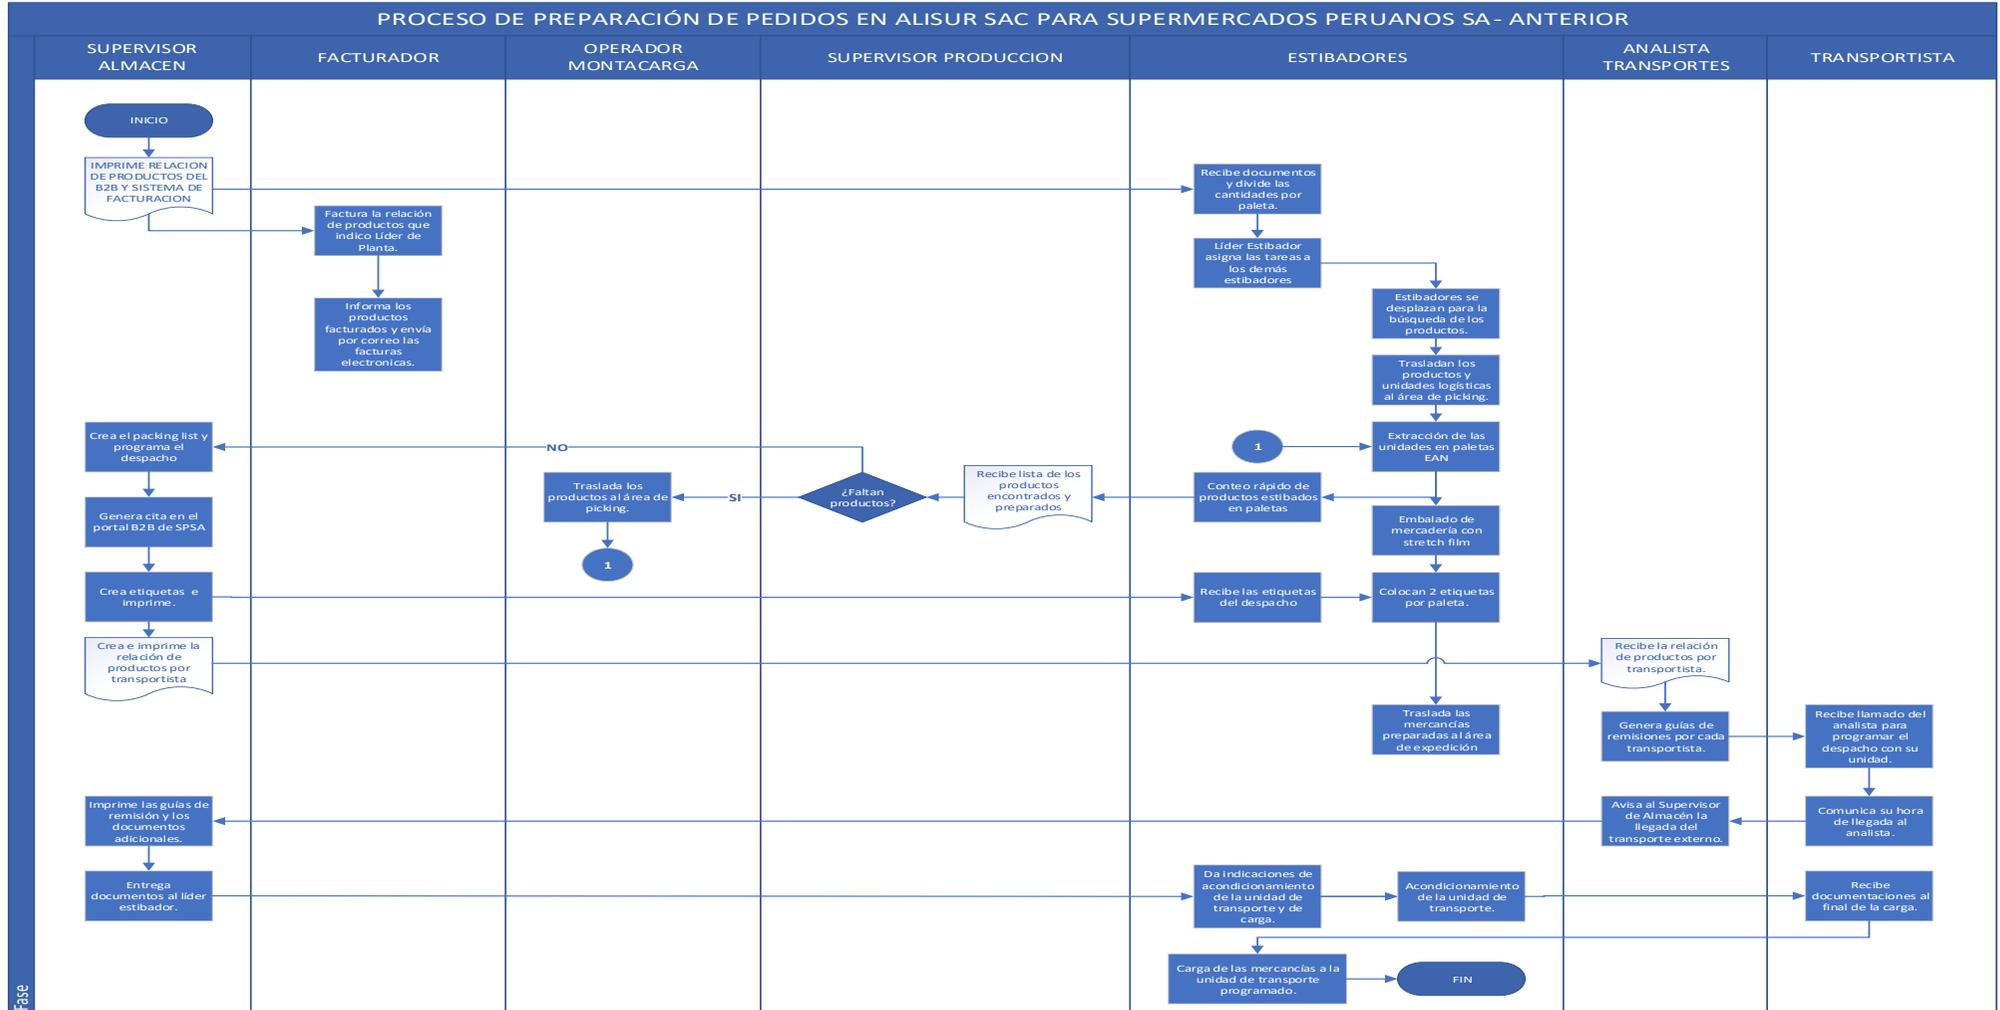 PROCESO DE PREPARACIÓN DE PEDIDOS EN ALISUR SAC PARA SUPERMERCADOS PERUANOS SA- ANTERIOR
SUPERVISOR
ALMACEN
FACTURADOR
OPERADOR
MONTACARGA
SUPERVISOR PRODUCCION
ESTIBADORES
ANALISTA
TRANSPORTES
TRANSPORTISTA
INICIO
IMPRIME RELACION
DE PRODUCTOS DEL
B2B Y SISTEMA DE
FACTURACION
Recibe documentos
y divide las
cantidades por
paleta.
Factura la relación
de productos que
indico Líder de
Planta.
Líder Estibador
asigna las tareas a
los demás
estibadores
Informa los
productos
facturados y envía
por correo las
facturas
electronicas.
Estibadores se
desplazan para la
búsqueda de los
productos.
Trasladan los
productos y
unidades logísticas
al área de picking.
Crea el packing list y
programa el
despacho
NO
1
Extracción de las
unidades en paletas
EAN
Genera cita en el
portal B2B de SPSA
Traslada los
productos al área de
picking.
SI
¿Faltan
productos?
Recibe lista de los
productos
encontrados y
preparados
Conteo rápido de
productos estibados
en paletas
Embalado de
mercadería con
stretch film
1
Crea etiquetas e
imprime.
Recibe las etiquetas
del despacho
Colocan 2 etiquetas
por paleta.
Crea e imprime la
relación de
productos por
transportista
Recibe la relación
de productos por
transportista.
Traslada las
mercancías
preparadas al área
de expedición
Genera guías de
remisiones por cada
transportista.
Recibe llamado del
analista para
programar el
despacho con su
unidad.
Imprime las guías de
remisión y los
documentos
adicionales.
Avisa al Supervisor
de Almacén la
llegada del
transporte externo.
Comunica su hora
de llegada al
analista.
Entrega
documentos al líder
estibador.
Da indicaciones de
acondicionamiento
de la unidad de
transporte y de
carga.
Acondicionamiento
de la unidad de
transporte.
Recibe
documentaciones al
final de la carga.
Carga de las mercancías a la
unidad de transporte
programado.
FIN
Fase